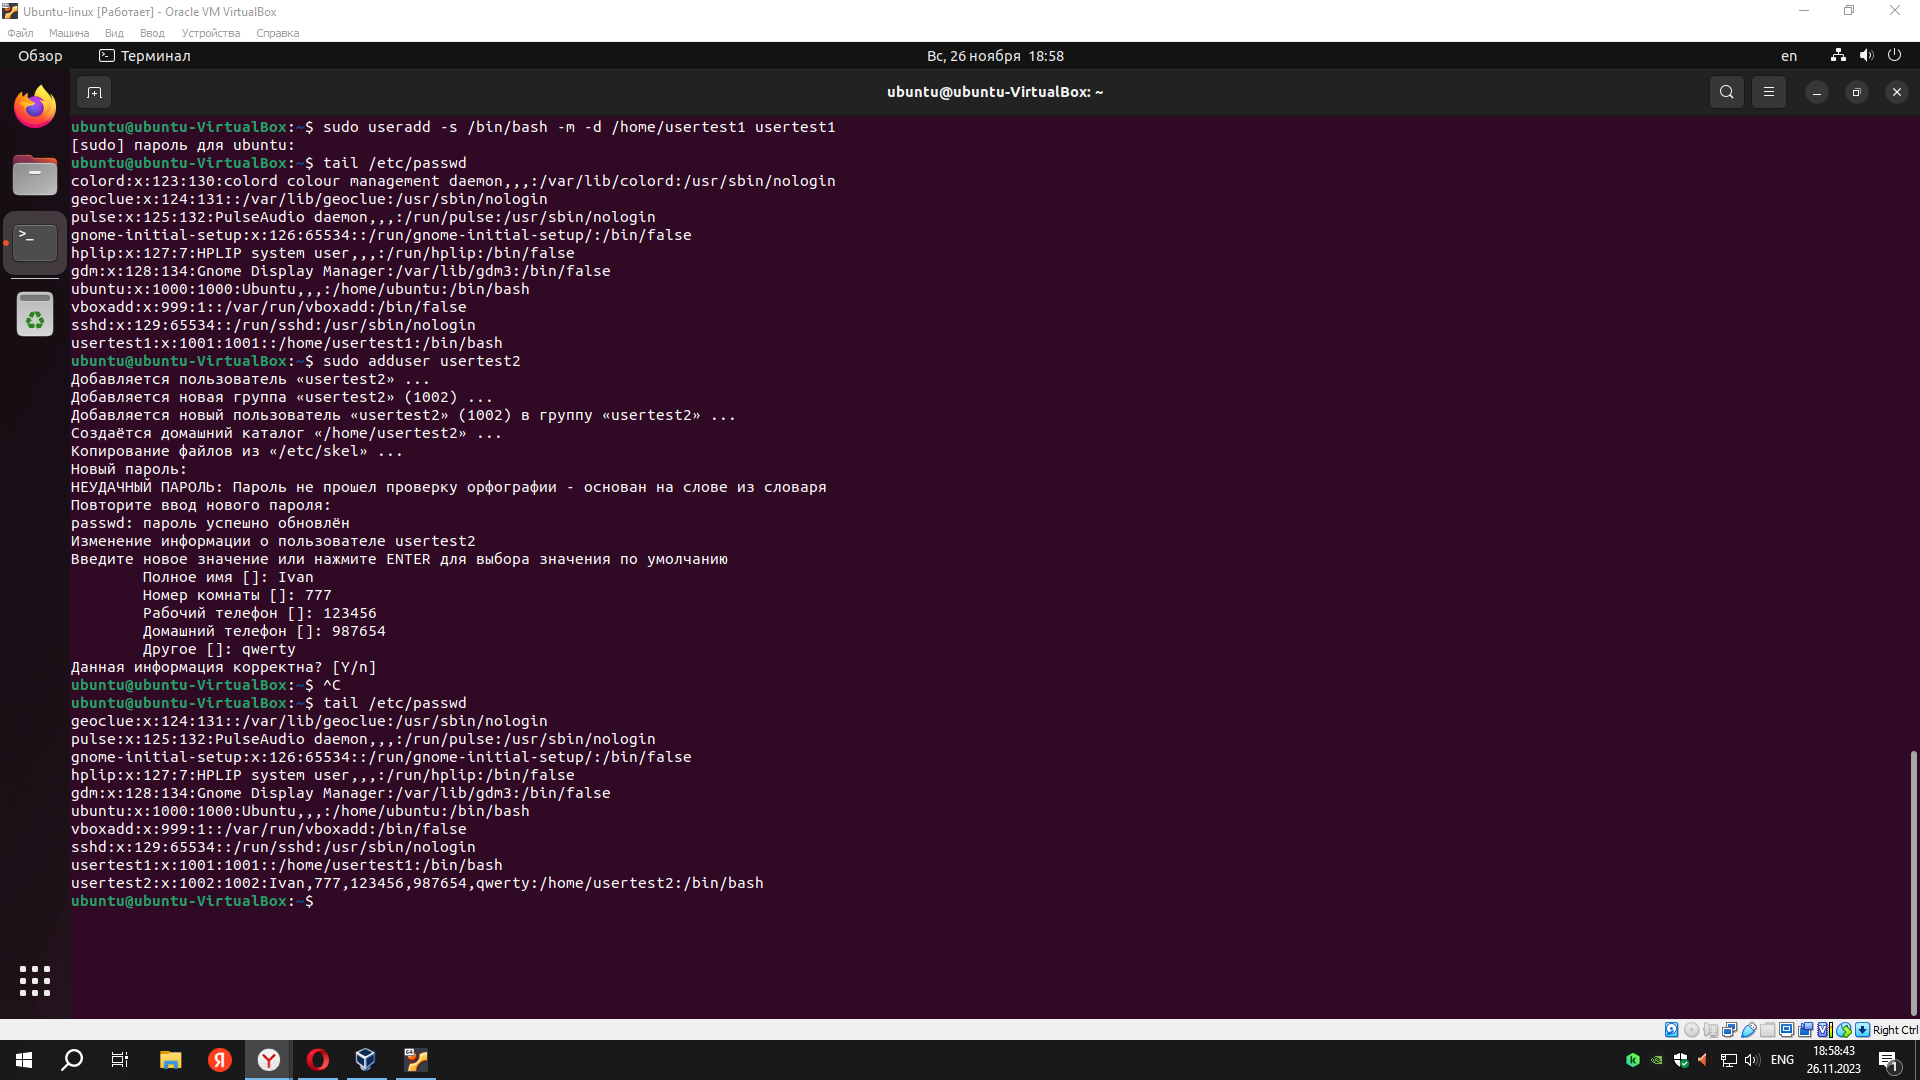 Ubuntu-linux [Работает] - Oracle VM VirtualBox
Файл Машина Вид Ввод Устройства Справка
Обзор Терминал Вс, 26 ноября 18:58 en
ubuntu@ubuntu-VirtualBox: ~
ubuntu@ubuntu-VirtualBox:~$ sudo useradd -s /bin/bash -m -d /home/usertest1 usertest1
[sudo] пароль для ubuntu:
ubuntu@ubuntu-VirtualBox:~$ tail /etc/passwd
colord:x:123:130:colord colour management daemon,,,:/var/lib/colord:/usr/sbin/nologin
geoclue:x:124:131::/var/lib/geoclue:/usr/sbin/nologin
pulse:x:125:132:PulseAudio daemon,,,:/run/pulse:/usr/sbin/nologin
gnome-initial-setup:x:126:65534::/run/gnome-initial-setup/:/bin/false
hplip:x:127:7:HPLIP system user,,,:/run/hplip:/bin/false
gdm:x:128:134:Gnome Display Manager:/var/lib/gdm3:/bin/false
ubuntu:x:1000:1000:Ubuntu,,,:/home/ubuntu:/bin/bash
vboxadd:x:999:1::/var/run/vboxadd:/bin/false
sshd:x:129:65534::/run/sshd:/usr/sbin/nologin
usertest1:x:1001:1001::/home/usertest1:/bin/bash
ubuntu@ubuntu-VirtualBox:~$ sudo adduser usertest2
Добавляется пользователь «usertest2» ...
Добавляется новая группа «usertest2» (1002) ...
Добавляется новый пользователь «usertest2» (1002) в группу «usertest2» ...
Создаётся домашний каталог «/home/usertest2» ...
Копирование файлов из «/etc/skel» ...
Новый пароль:
НЕУДАЧНЫЙ ПАРОЛЬ: Пароль не прошел проверку орфографии - основан на слове из словаря
Повторите ввод нового пароля:
passwd: пароль успешно обновлён
Изменение информации о пользователе usertest2
Введите новое значение или нажмите ENTER для выбора значения по умолчанию
Полное имя []: Ivan
Номер комнаты []: 777
Рабочий телефон []: 123456
Домашний телефон []: 987654
Другое []: qwerty
Данная информация корректна? [Y/n]
ubuntu@ubuntu-VirtualBox:~$ ^C
ubuntu@ubuntu-VirtualBox:~$ tail /etc/passwd
geoclue:x:124:131::/var/lib/geoclue:/usr/sbin/nologin
pulse:x:125:132:PulseAudio daemon,,,:/run/pulse:/usr/sbin/nologin
gnome-initial-setup:x:126:65534::/run/gnome-initial-setup/:/bin/false
hplip:x:127:7:HPLIP system user,,,:/run/hplip:/bin/false
gdm:x:128:134:Gnome Display Manager:/var/lib/gdm3:/bin/false
ubuntu:x:1000:1000:Ubuntu,,,:/home/ubuntu:/bin/bash
vboxadd:x:999:1::/var/run/vboxadd:/bin/false
sshd:x:129:65534::/run/sshd:/usr/sbin/nologin
usertest1:x:1001:1001::/home/usertest1:/bin/bash
usertest2:x:1002:1002:Ivan,777,123456,987654,qwerty:/home/usertest2:/bin/bash
ubuntu@ubuntu-VirtualBox:~$
Right Ctrl
ENG 18:58:43
26.11.2023